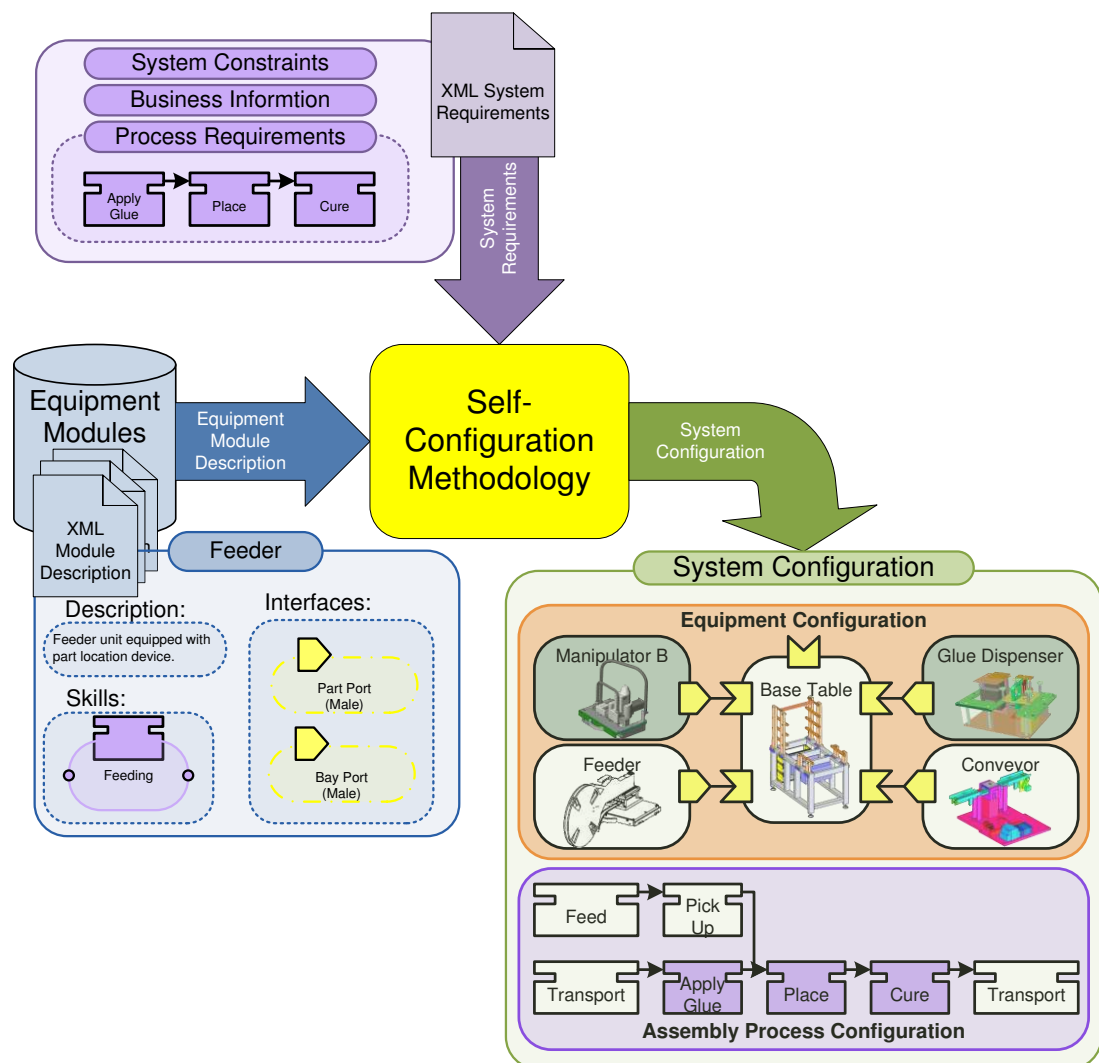 System Constraints
Business Informtion
Process Requirements
Apply
Glue
Place
Cure
XML System
Requirements
System
Requirements
Equipment
Modules
XML
Module
Description
Equipment
Module
Description
Self-
Configuration
Methodology
System
Configuration
Feeder
Description:
Feeder unit equipped with
part location device.
Skills:
Feeding
Interfaces:
Part Port
(Male)
Bay Port
(Male)
System Configuration
Equipment Configuration
Manipulator B
Base Table
Glue Dispenser
Feeder
Conveyor
Feed
Pick
Up
Transport
Apply
Glue
Place
Cure
Transport
Assembly Process Configuration